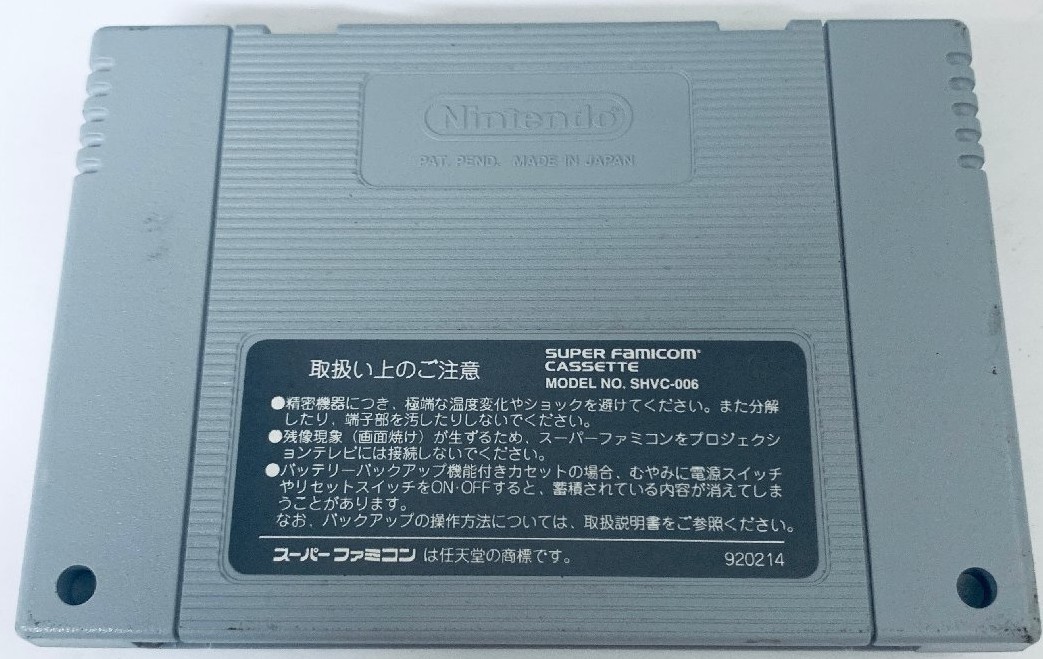 Nintendo®
PAT. PEND. MADE IN JAPAN
取扱い上のご注意
SUPER FAMICOM®
CASSETTE
MODEL NO. SHVC-006
●精密機器につき、極端な温度変化やショックを避けてください。また分解
したり、端子部を汚したりしないでください。
●残像現象（画面焼け）が生ずるため、スーパーファミコンをプロジェクシ
ョンテレビには接続しないでください。
●バッテリーバックアップ機能付きカセットの場合、むやみに電源スイッチ
やリセットスイッチをON・OFFすると、蓄積されている内容が消えてしま
うことがあります。
なお、バックアップの操作方法については、取扱説明書をご参照ください。
スーパーファミコン は任天堂の商標です。
920214